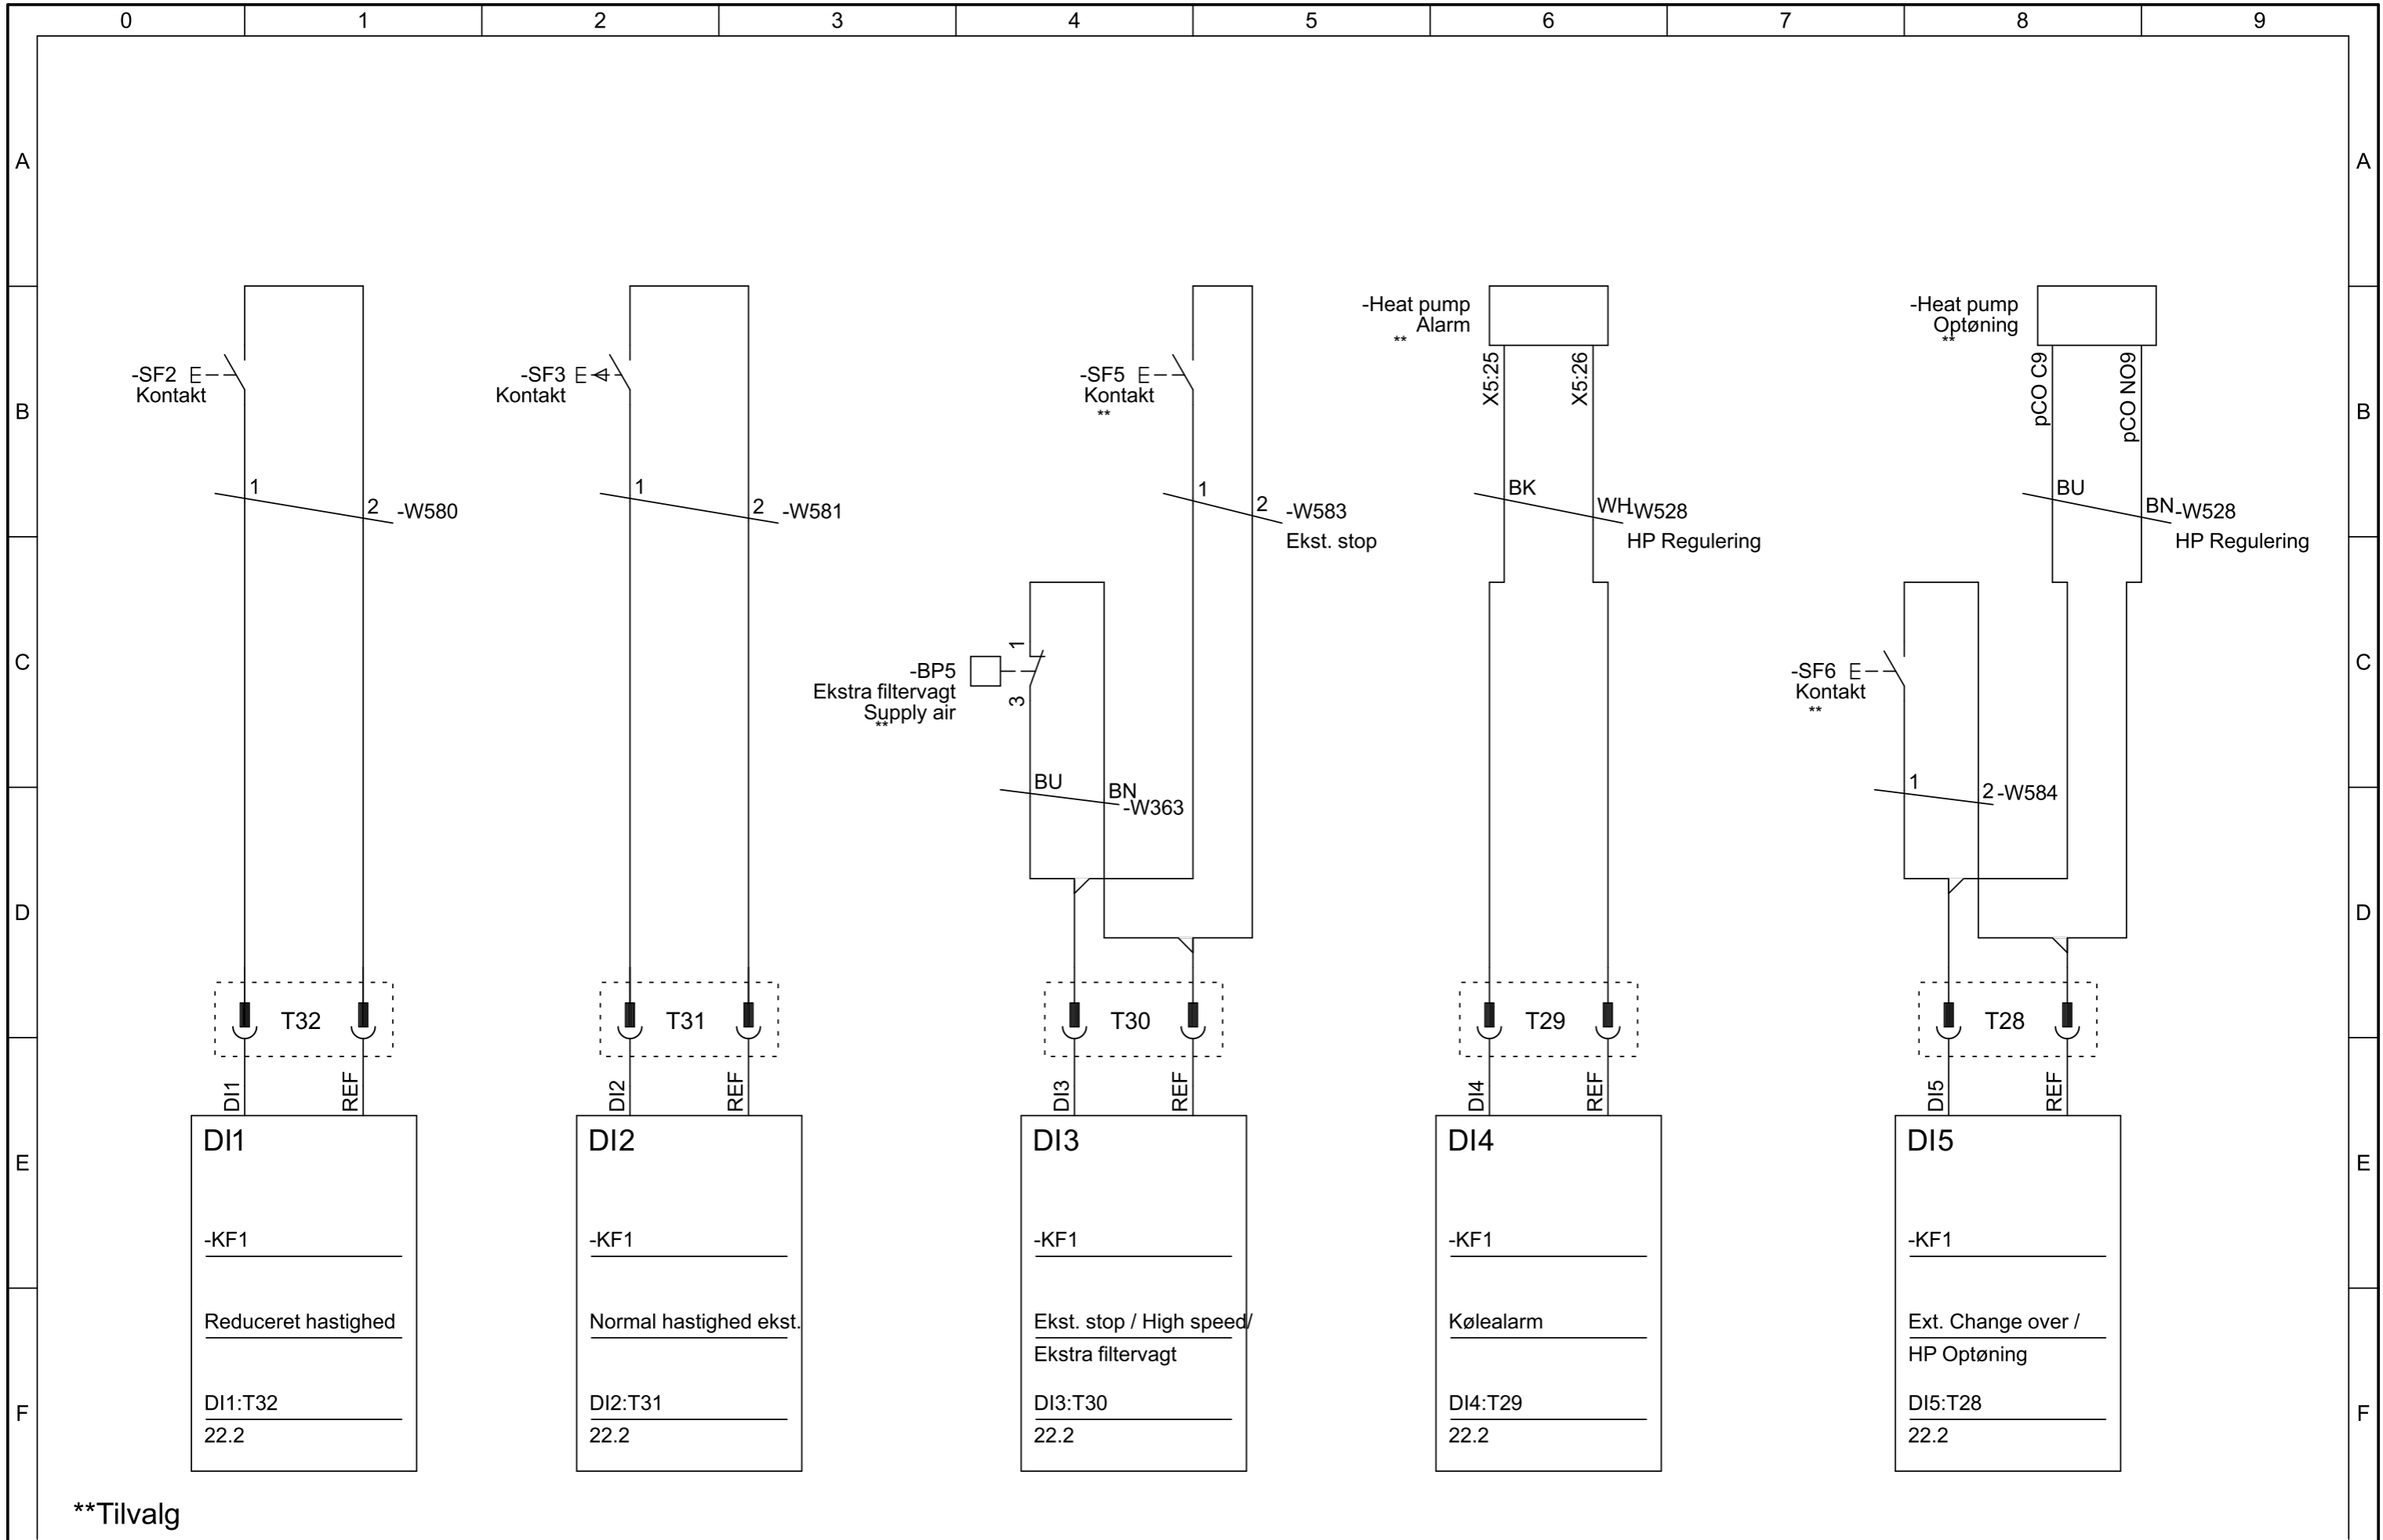 0 1 2 3 4 5 6 7 8 9
A A
-Heat pump
Alarm
**
-Heat pump
Optøning
**
X5:25
X5:26
pCO C9
pCO NO9
-SF2
Kontakt
-SF3
Kontakt
-SF5
Kontakt
**
B B
1
2 -W580
1
2 -W581
1
2 -W583
Ekst. stop
BK
WH -W528
HP Regulering
BU
BN -W528
HP Regulering
C C
-BP5
Ekstra filtervagt
Supply air
**
1
3
-SF6
Kontakt
**
BU
BN
-W363
1
2 -W584
D D
T32
T31
T30
T29
T28
DI1
REF
DI2
REF
DI3
REF
DI4
REF
DI5
REF
E E
DI1
-KF1
Reduceret hastighed
DI1:T32
22.2
DI2
-KF1
Normal hastighed ekst.
DI2:T31
22.2
DI3
-KF1
Ekst. stop / High speed/
Ekstra filtervagt
DI3:T30
22.2
DI4
-KF1
Kølealarm
DI4:T29
22.2
DI5
-KF1
Ext. Change over /
HP Optøning
DI5:T28
22.2
F F
**Tilvalg